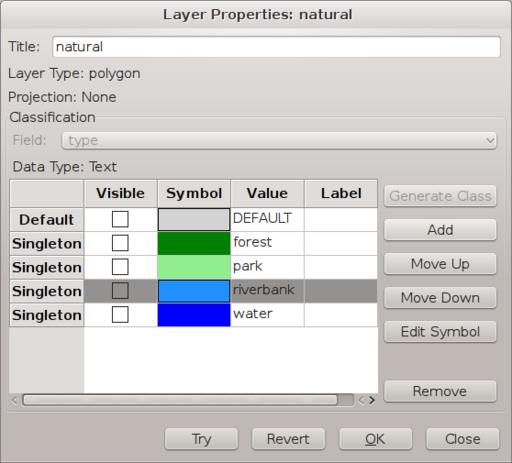 Layer Properties: natural
Title: natural
Layer Type: polygon
Projection: None
Classification
Field: type
Data Type: Text
Visible Symbol Value Label
Default DEFAULT
Singleton forest
Singleton park
Singleton riverbank
Singleton water
Generate Class
Add
Move Up
Move Down
Edit Symbol
Remove
Try Revert OK Close